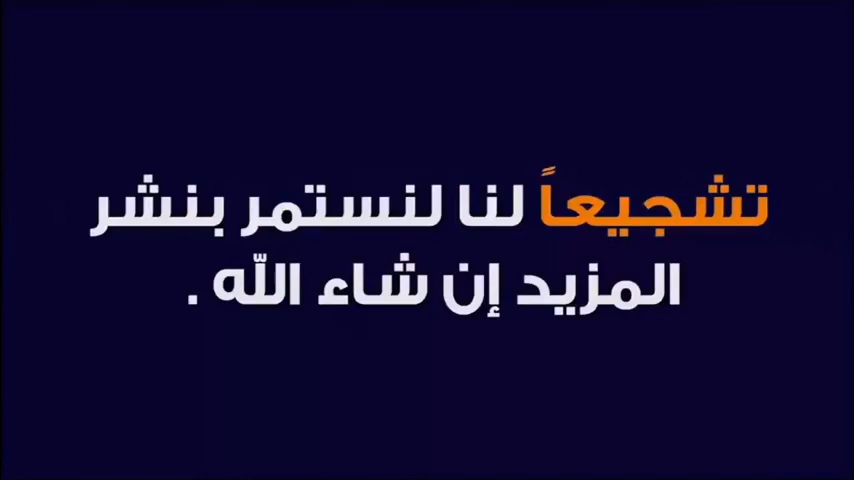 تشجيعاً لنا لنستمر بنشر
المزيد إن شاء الله .